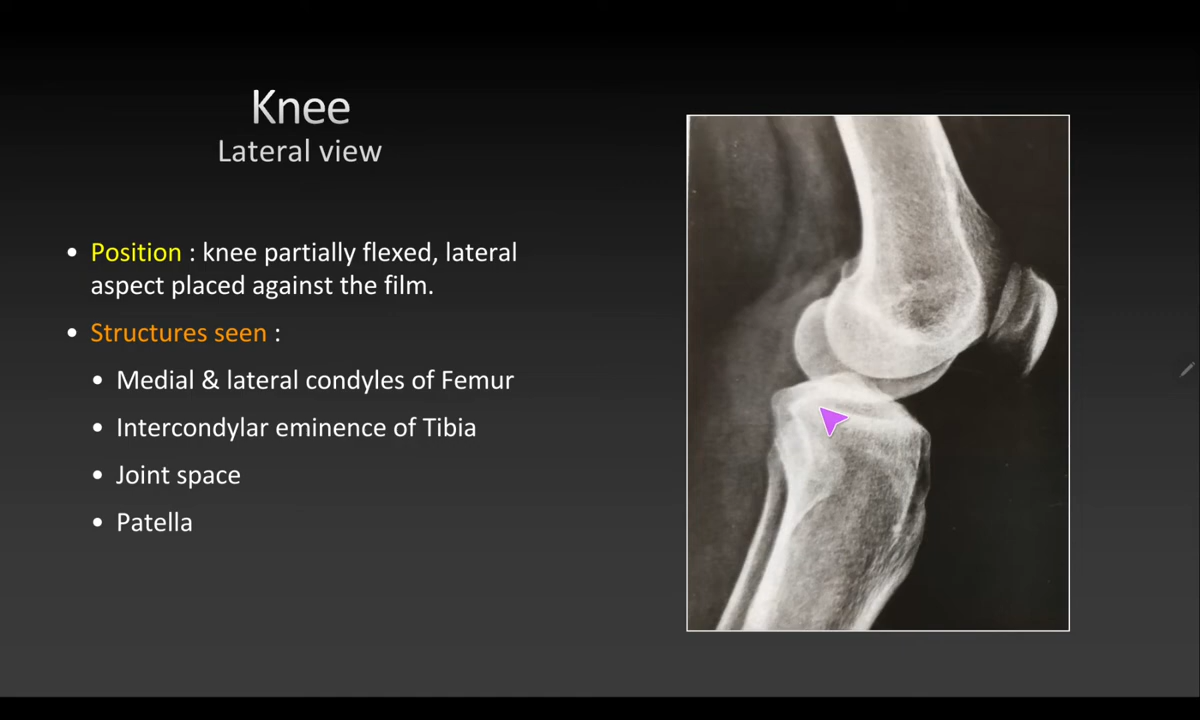 Knee
Lateral view
• Position : knee partially flexed, lateral
aspect placed against the film.
• Structures seen :
• Medial & lateral condyles of Femur
• Intercondylar eminence of Tibia
• Joint space
• Patella